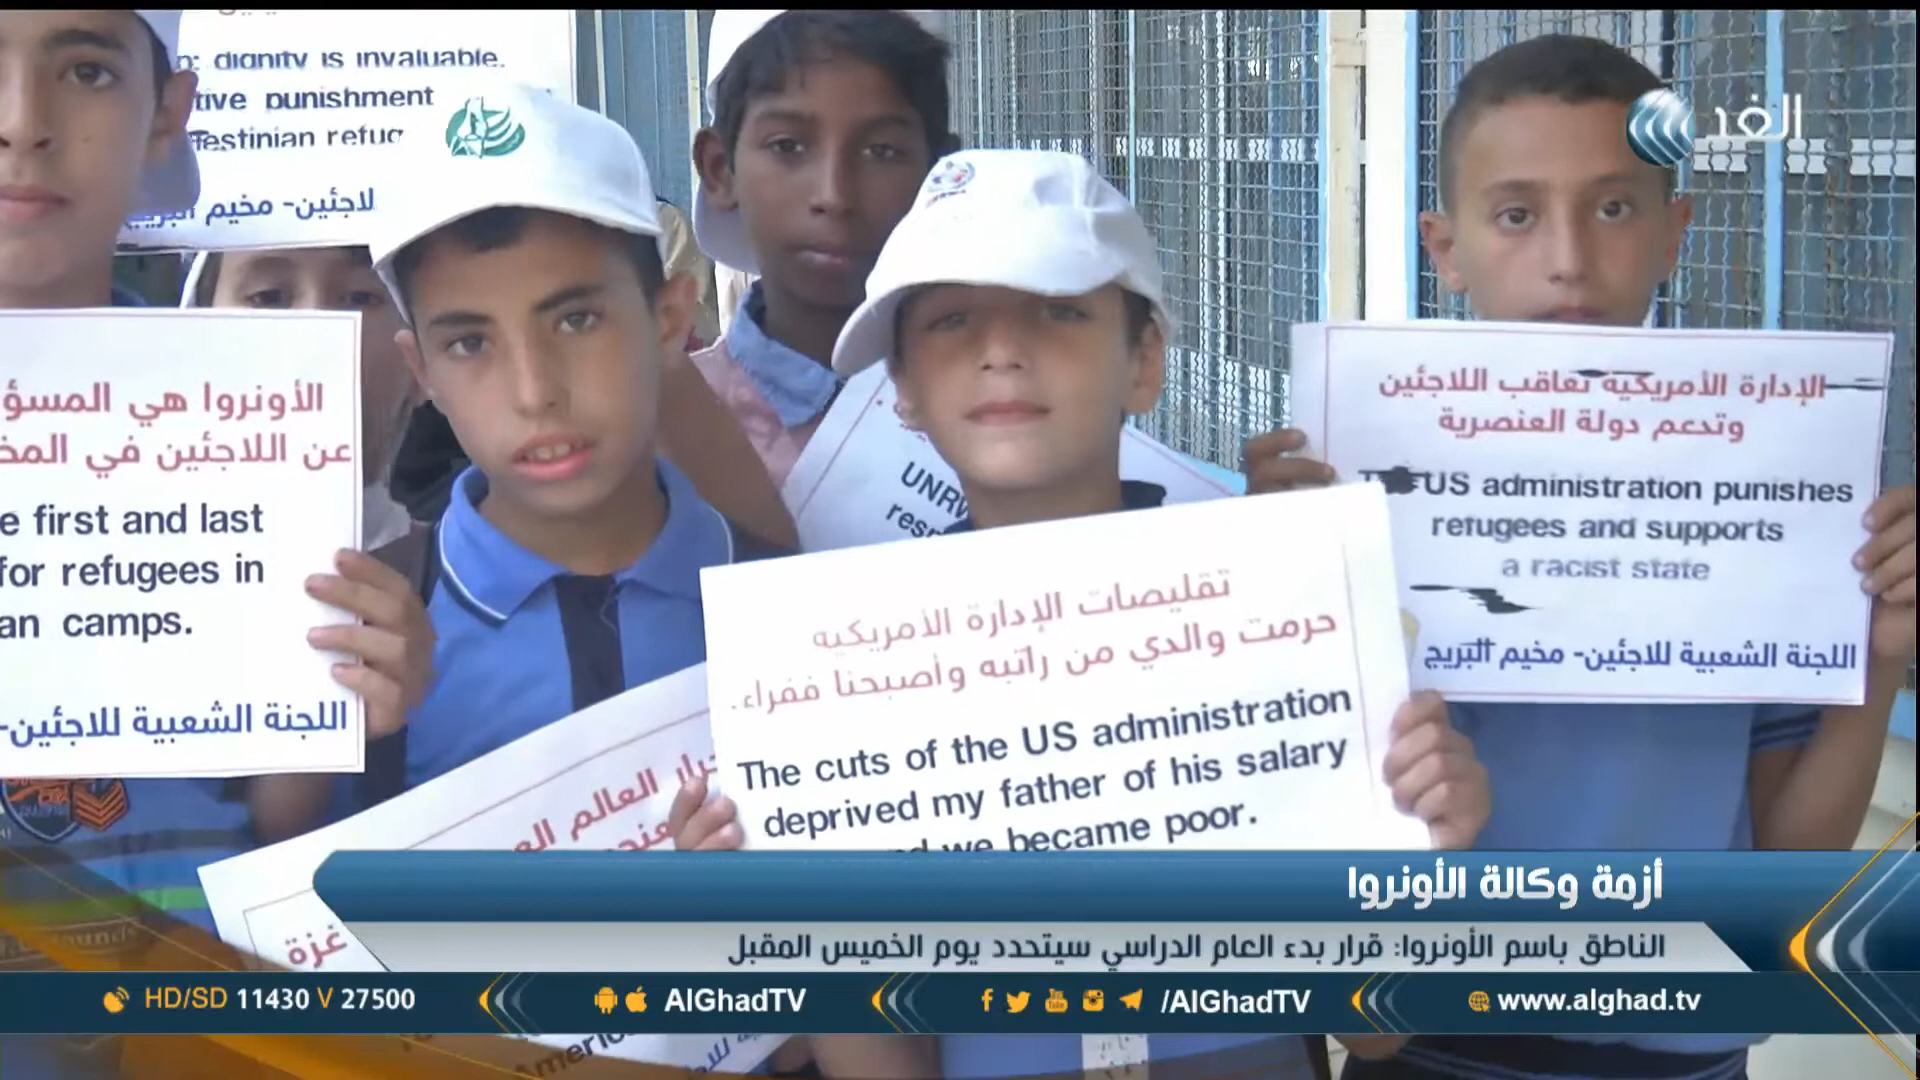 الغد
dignity is invaluable.
tive punishment
لاجئين- مخيم البريج
الأونروا هي المسؤ
عن اللاجئين في المخ
e first and last
for refugees in
an camps.
اللجنة الشعبية للاجئين-
UNRW
تقليصات الإدارة الأمريكية
حرمت والدي من راتبه وأصبحنا فقراء.
The cuts of the US administration
deprived my father of his salary
we became poor.
الإدارة الأمريكية تعاقب اللاجئين
وتدعم دولة العنصرية
US administration punishes
refugees and supports
a racist state
اللجنة الشعبية للاجئين- مخيم البريج
العالم
غزة
أزمة وكالة الأونروا
الناطق باسم الأونروا: قرار بدء العام الدراسي سيتحدد يوم الخميس المقبل
HD/SD 11430 V 27500
AlGhadTV
/AlGhadTV
www.alghad.tv